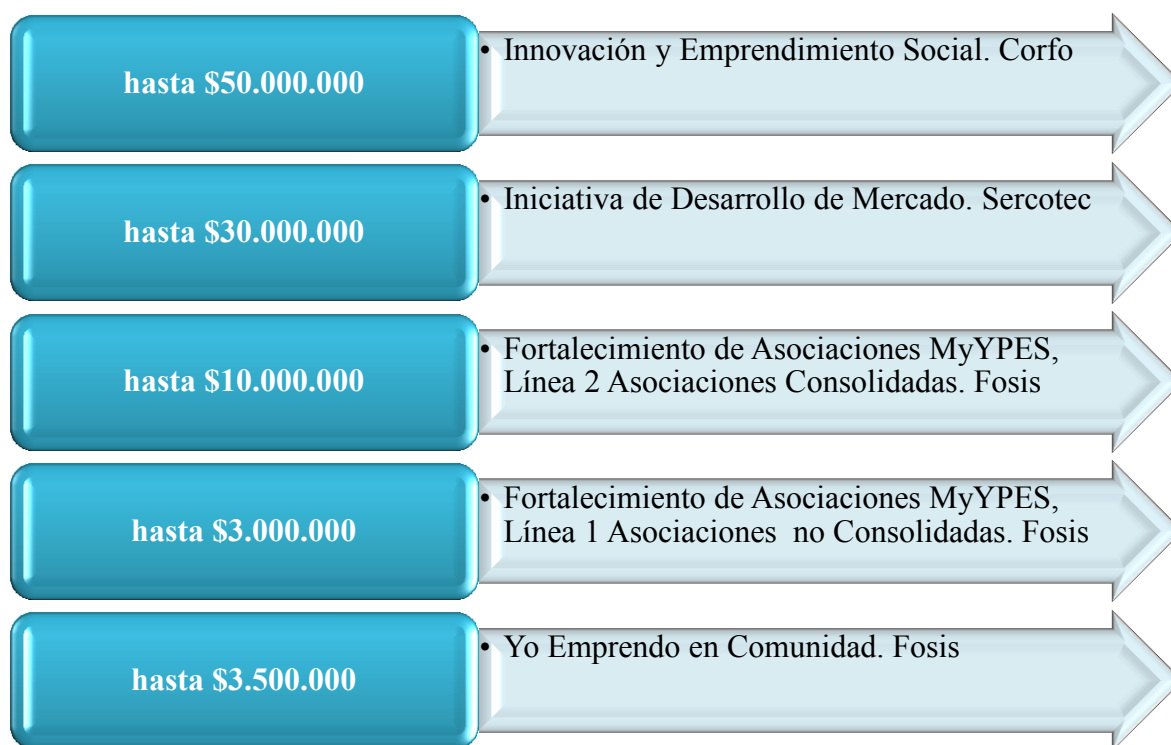 hasta $50.000.000
• Innovación y Emprendimiento Social. Corfo
hasta $30.000.000
• Iniciativa de Desarrollo de Mercado. Sercotec
hasta $10.000.000
• Fortalecimiento de Asociaciones MyYPES,
Línea 2 Asociaciones Consolidadas. Fosis
hasta $3.000.000
• Fortalecimiento de Asociaciones MyYPES,
Línea 1 Asociaciones  no Consolidadas. Fosis
hasta $3.500.000
• Yo Emprendo en Comunidad. Fosis